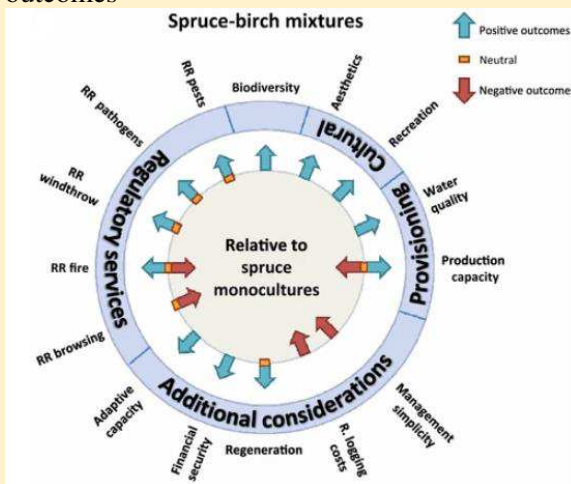 outcomes
Spruce-birch mixtures
Positive outcomes
Neutral
Negative outcomes
Biodiversity
Aesthetics
Recreation
Water
quality
Production
capacity
Management
simplicity
R. logging
costs
Regeneration
Financial
security
Adaptive
capacity
RR browsing
RR fire
RR
windthrow
RR pathogens
RR pests
Regulatory services
Cultural
Provisioning
Additional considerations
Relative to
spruce
monocultures